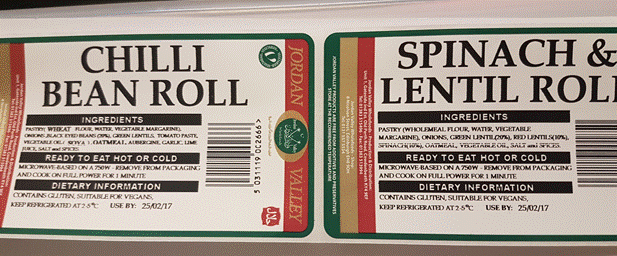 CHILLI
BEAN ROLL
INGREDIENTS
PASTRY: WHEAT FLOUR, WATER, VEGETABLE MARGARINE),
ONIONS, BLACK EYED BEANS (20%), GREEN LENTILS, TOMATO PASTE,
VEGETABLE OIL/ SOYA ), OATMEAL, AUBERGINE, GARLIC, LIME
JUICE, SALT and SPICES.
READY TO EAT HOT OR COLD
MICROWAVE-BASED ON A 750W - REMOVE FROM PACKAGING
AND COOK ON FULL POWER FOR 1 MINUTE
DIETARY INFORMATION
CONTAINS GLUTEN, SUITABLE FOR VEGANS,
KEEP REFRIGERATED AT 2-5°C USE BY: 25/02/17
5 031119 0C2666
JORDAN
VALLEY
SPINACH &
LENTIL ROLL
INGREDIENTS
PASTRY (WHOLEMEAL FLOUR, WATER, VEGETABLE
MARGARINE), ONIONS, GREEN LENTIL(20%), RED LENTILS(10%),
SPINACH(10%), OATMEAL, VEGETABLE OIL, SALT and SPICES.
READY TO EAT HOT OR COLD
MICROWAVE-BASED ON A 750W - REMOVE FROM PACKAGING
AND COOK ON FULL POWER FOR 1 MINUTE
DIETARY INFORMATION
CONTAINS GLUTEN, SUITABLE FOR VEGANS,
KEEP REFRIGERATED AT 2-5°C USE BY: 25/02/17